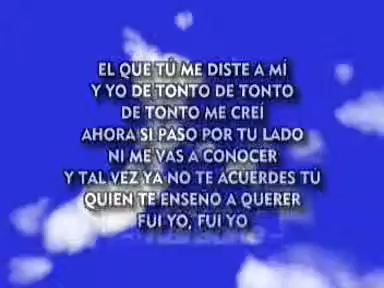 EL QUE TÚ ME DISTE A MÍ
Y YO DE TONTO DE TONTO
DE TONTO ME CREÍ
AHORA SI PASO POR TU LADO
NI ME VAS A CONOCER
Y TAL VEZ YA NO TE ACUERDES TÚ
QUIEN TE ENSENO A QUERER
FUI YO, FUI YO